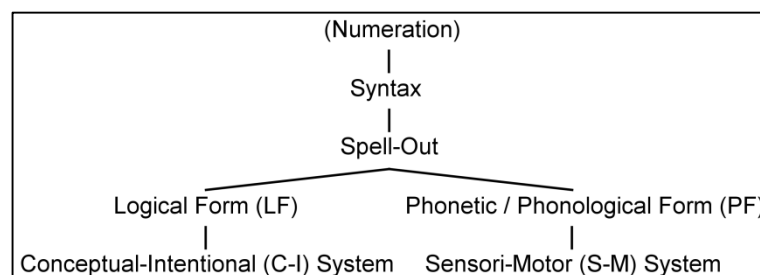 (Numeration)
Syntax
Spell-Out
Logical Form (LF) Phonetic / Phonological Form (PF)
Conceptual-Intentional (C-I) System Sensori-Motor (S-M) System